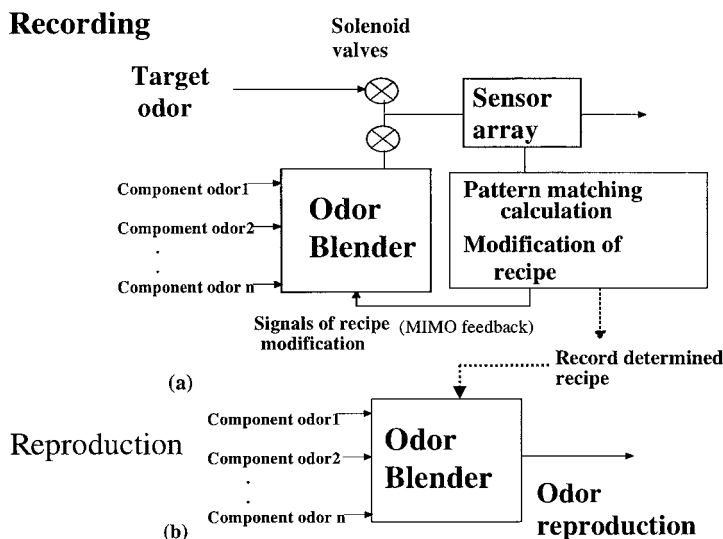 Recording
Solenoid
valves
Target
odor
Sensor
array
Component odor1
Compoment odor2
.
.
Component odor n
Odor
Blender
Pattern matching
calculation
Modification of
recipe
Signals of recipe
modification
(MIMO feedback)
Record determined
recipe
(a)
Reproduction
Component odor1
Component odor2
.
.
Component odor n
Odor
Blender
Odor
reproduction
(b)